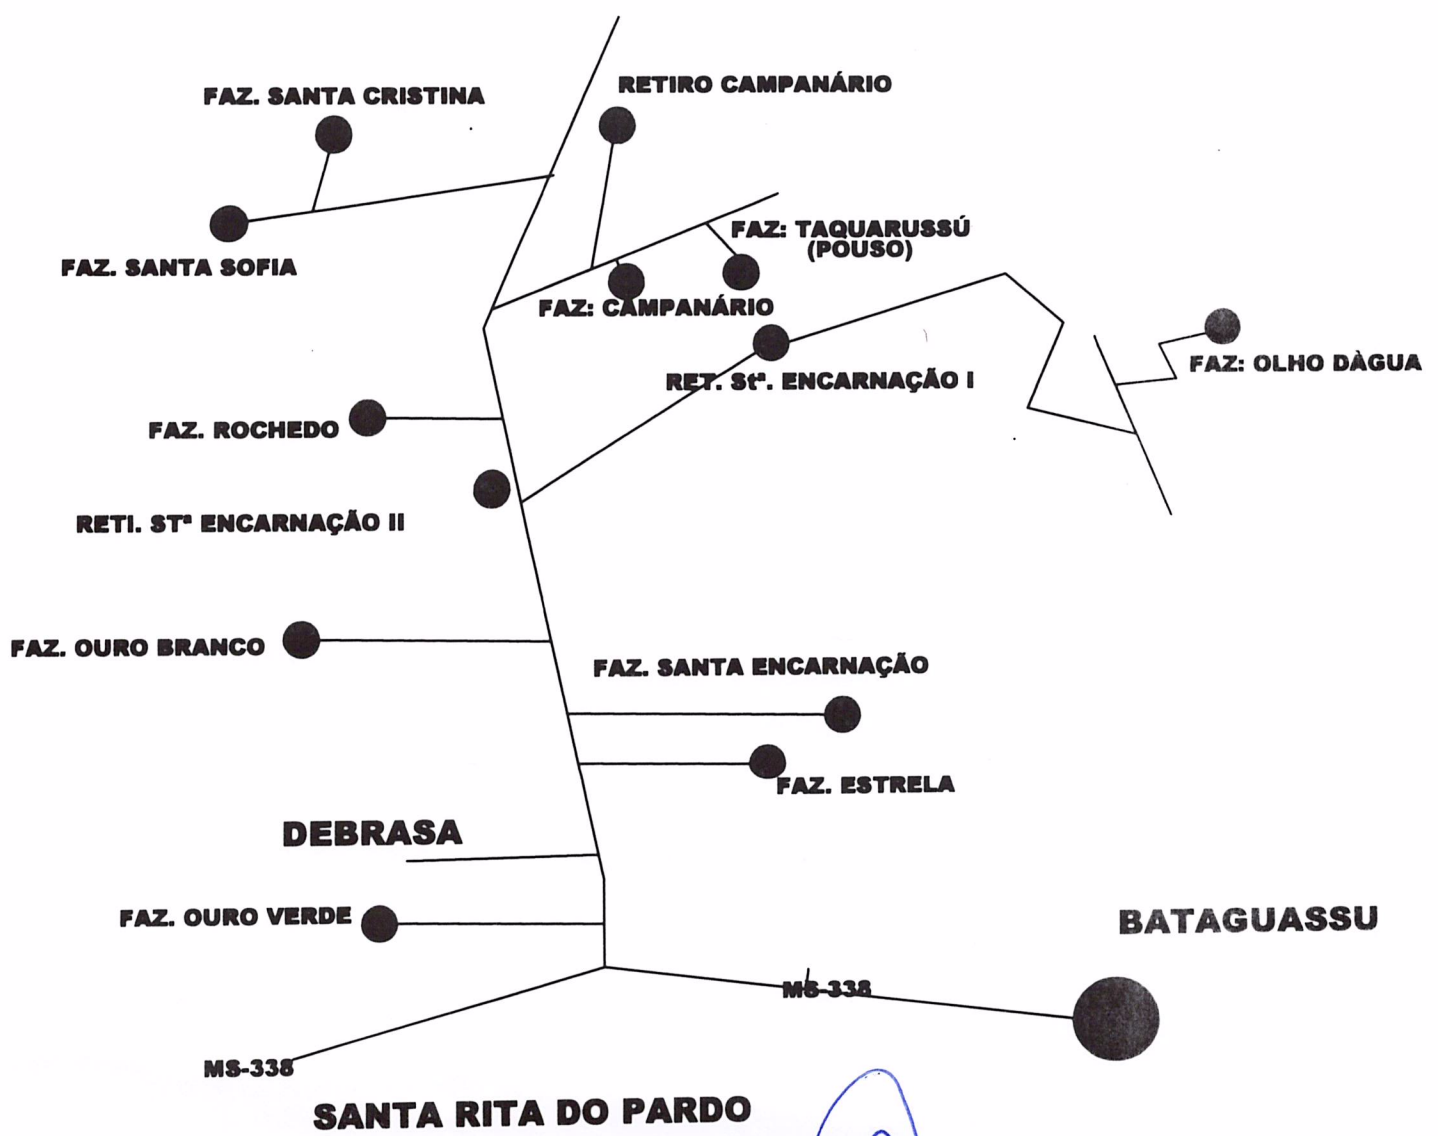 RETIRO CAMPANÁRIO
FAZ. SANTA CRISTINA
FAZ: TAQUARUSSÚ
(POUSO)
FAZ. SANTA SOFIA
FAZ: CAMPANÁRIO
FAZ: OLHO DÀGUA
RET. Stª. ENCARNAÇÃO I
FAZ. ROCHEDO
RETI. STª ENCARNAÇÃO II
FAZ. OURO BRANCO
FAZ. SANTA ENCARNAÇÃO
FAZ. ESTRELA
DEBRASA
FAZ. OURO VERDE
BATAGUASSU
MS-338
MS-338
SANTA RITA DO PARDO